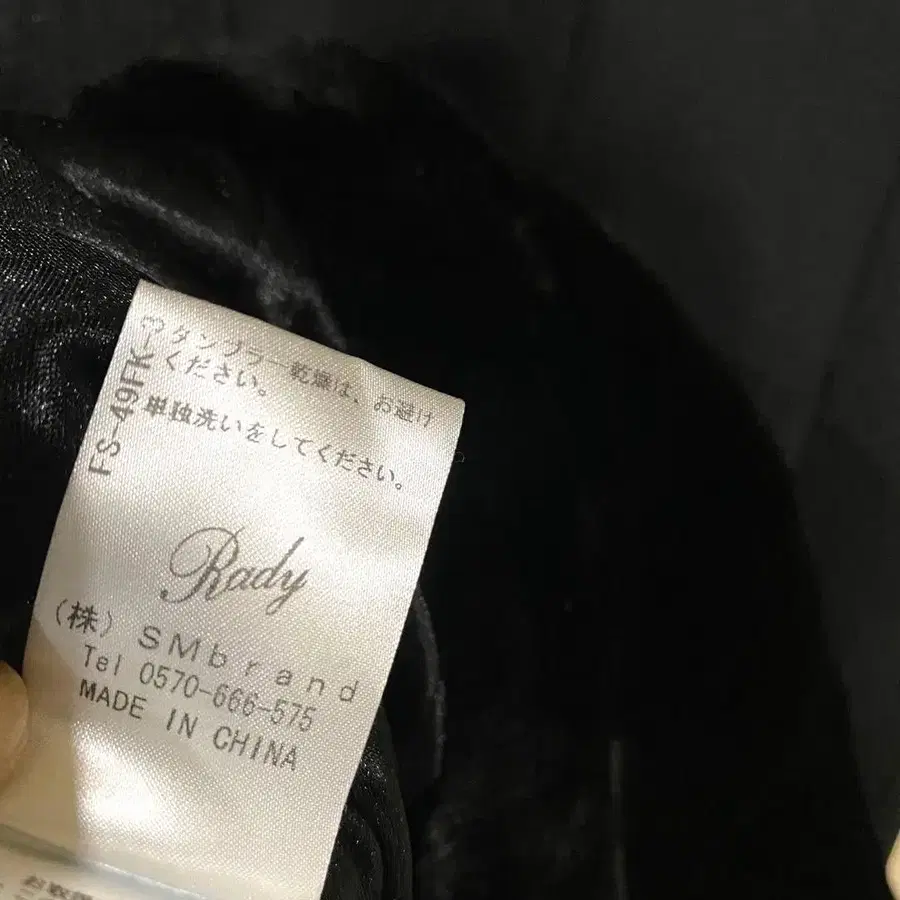 タンブラー乾燥は、お避け
ください。
単独洗いをしてください。
FS-49FK-3
Rady
(株) SMbrand
Tel 0570-666-575
MADE IN CHINA